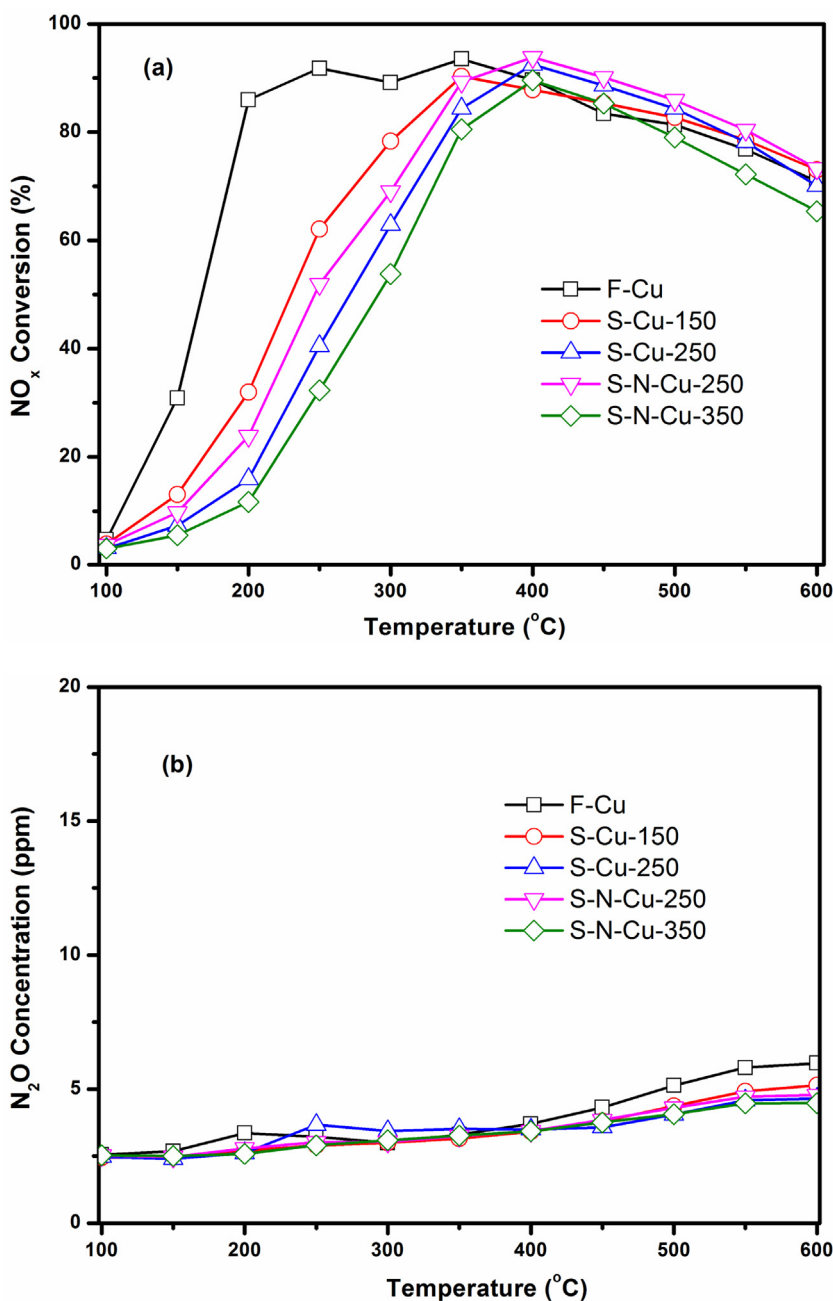 100
80
60
40
20
0
NOx Conversion (%)
(a)
F-Cu
S-Cu-150
S-Cu-250
S-N-Cu-250
S-N-Cu-350
100 200 300 400 500 600
Temperature (oC)
20
15
10
5
0
N2O Concentration (ppm)
(b)
F-Cu
S-Cu-150
S-Cu-250
S-N-Cu-250
S-N-Cu-350
100 200 300 400 500 600
Temperature (oC)